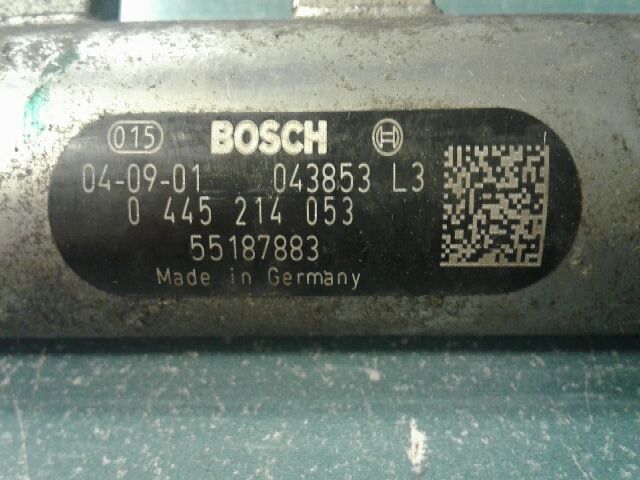 015 BOSCH
04-09-01 043853 L3
0 445 214 053
55187883
Made in Germany